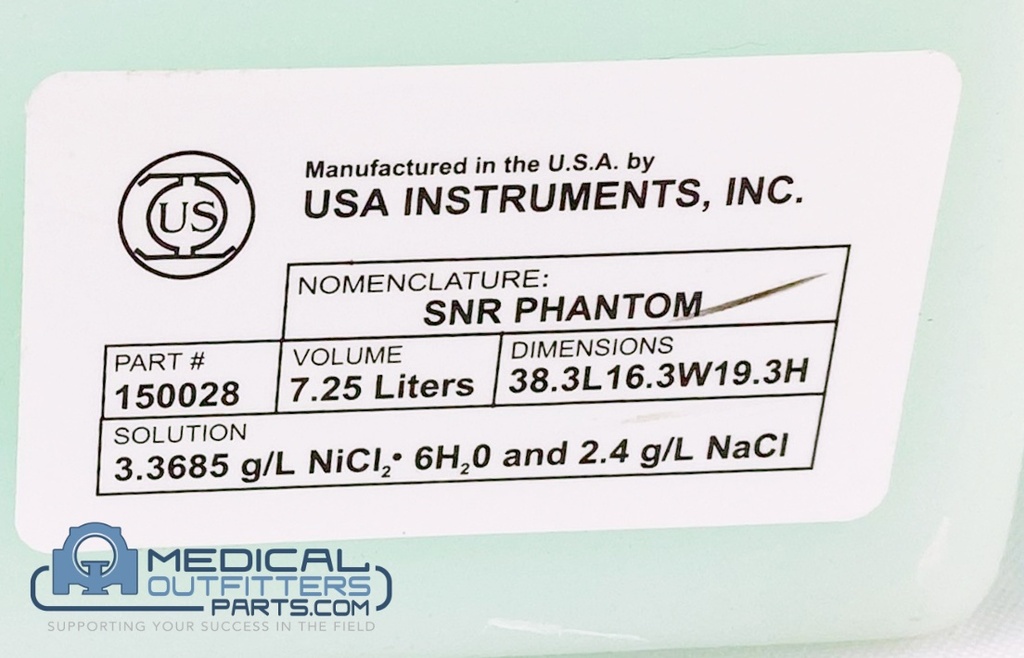 US
Manufactured in the U.S.A. by
USA INSTRUMENTS, INC.
NOMENCLATURE:
SNR PHANTOM
PART #
150028
VOLUME
7.25 Liters
DIMENSIONS
38.3L16.3W19.3H
SOLUTION
3.3685 g/L NiCl₂• 6H₂0 and 2.4 g/L NaCl
MEDICAL
OUTFITTERS
PARTS.COM
SUPPORTING YOUR SUCCESS IN THE FIELD